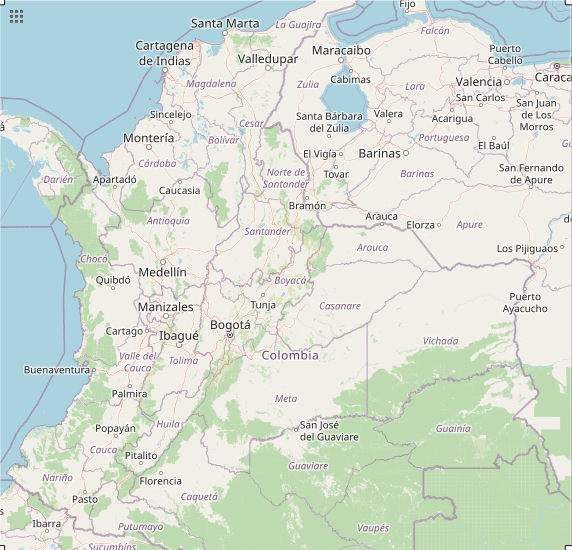 Fijo
La Guajira
Santa Marta
Falcón
Cartagena
de Indias
Maracaibo
Puerto
Cabello
Valledupar
Cabimas
Valencia
Caraca
Magdalena
Zulia
Lara
San Carlos
San Juan
de Los
Morros
Sincelejo
Santa Bárbara
del Zulia
Valera
Acarigua
Cesar
Montería
Bolívar
Portuguesa
á
El Vigía
Barinas
El Baúl
Gu
Córdoba
Tovar
San Fernando
de Apure
Darién
Apartadó
Caucasia
Norte de
Santander
Barinas
Bramón
Antioquia
Arauca
Elorza
Apure
de
Santander
Arauca
Los Pijiguaos
Chocó
Medellín
Quibdó
Boyacá
Puerto
Ayacucho
Manizales
Tunja
Casanare
Cartago
Ibagué
Bogotá
Vichada
Valle del
Cauca
Tolima
Colombia
Buenaventura
Palmira
Meta
Huila
San José
del Guaviare
Guainía
Popayán
Cauca
Pitalito
Guaviare
Nariño
Florencia
Pasto
Caquetá
Ibarra
Putumayo
Vaupés
Sucumbíos